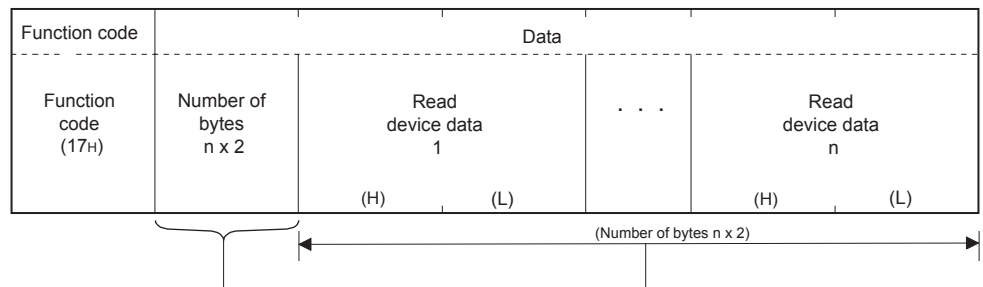 Function code
Data
Function
code
(17H)
Number of
bytes
n x 2
Read
device data
1
. . .
Read
device data
n
(H)
(L)
(H)
(L)
(Number of bytes n x 2)